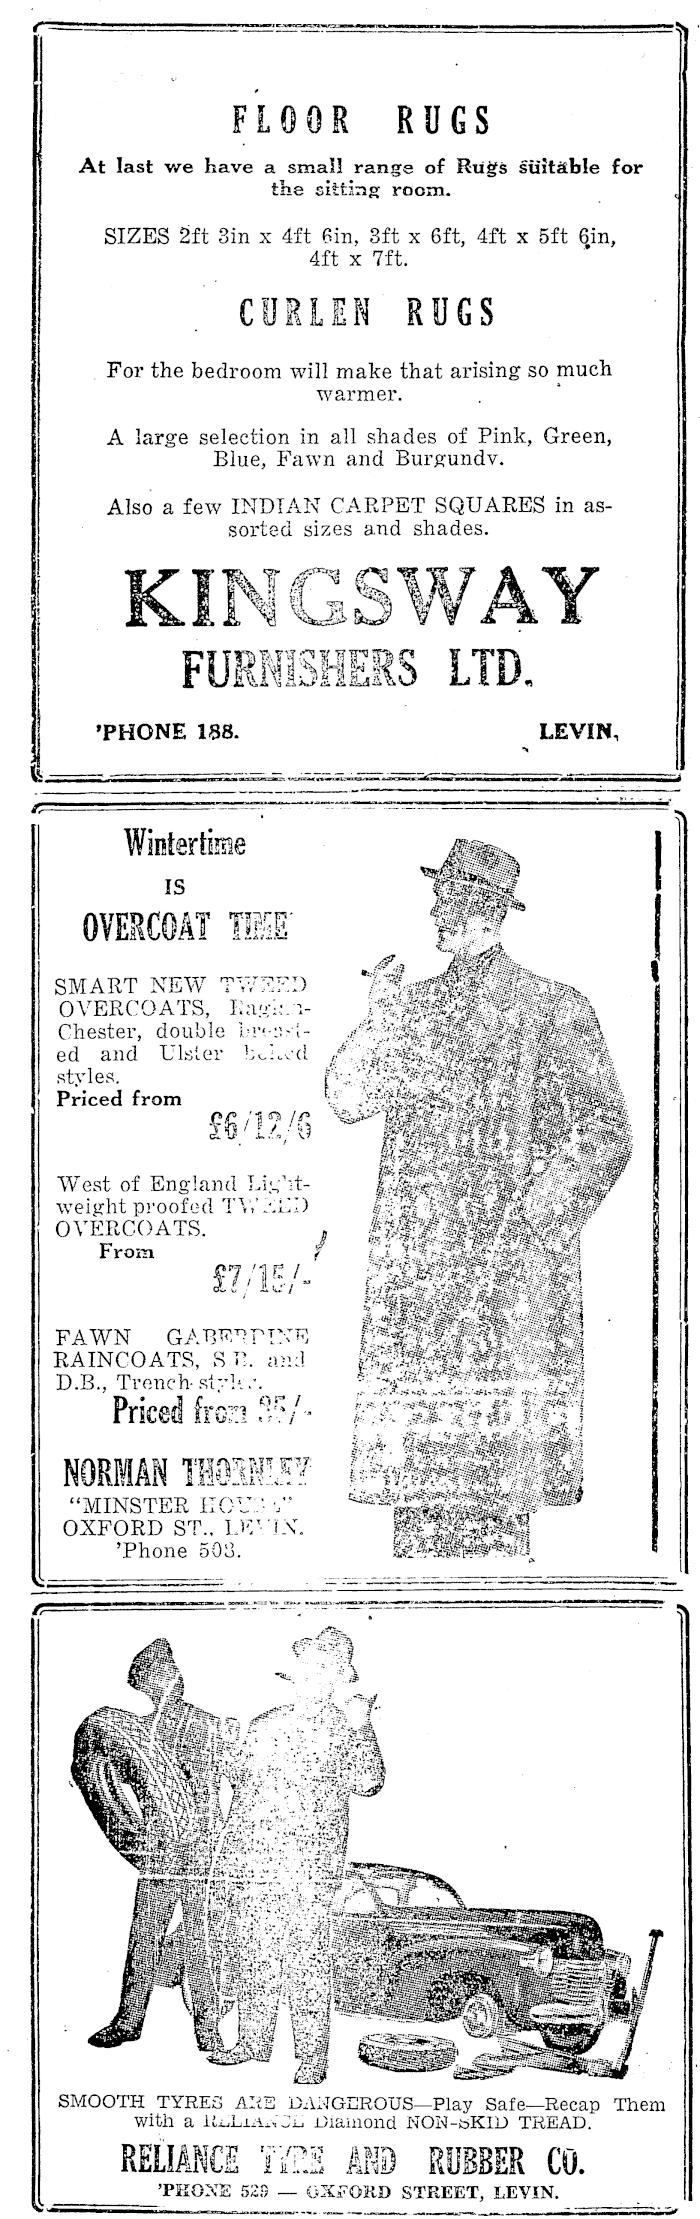 FLOOR RUGS
At last we have a small range of Rugs suitable for
the sitting room.
SIZES 2ft 3in x 4ft 6in, 3ft x 6ft, 4ft x 5ft 6in,
4ft x 7ft.
CURLEN RUGS
For the bedroom will make that arising so much
warmer.
A large selection in all shades of Pink, Green,
Blue, Fawn and Burgundy.
Also a few INDIAN CARPET SQUARES in as-
sorted sizes and shades.
KINGSWAY
FURNISHERS LTD.
'PHONE 188. LEVIN.
Wintertime
IS
OVERCOAT TIME
SMART NEW TWEED
OVERCOATS, Raglan-
Chester, double breast-
ed and Ulster belted
styles.
Priced from
£6/12/6
West of England Light-
weight proofed TWEED
OVERCOATS.
From
£7/15/-
FAWN GABERDINE
RAINCOATS, S.B. and
D.B., Trench styles.
Priced from 95/-
NORMAN THORNLEY
"MINSTER HOUSE"
OXFORD ST., LEVIN.
'Phone 503.
SMOOTH TYRES ARE DANGEROUS—Play Safe—Recap Them
with a RELIANCE Diamond NON-SKID TREAD.
RELIANCE TYRE AND RUBBER CO.
'PHONE 529 — OXFORD STREET, LEVIN.